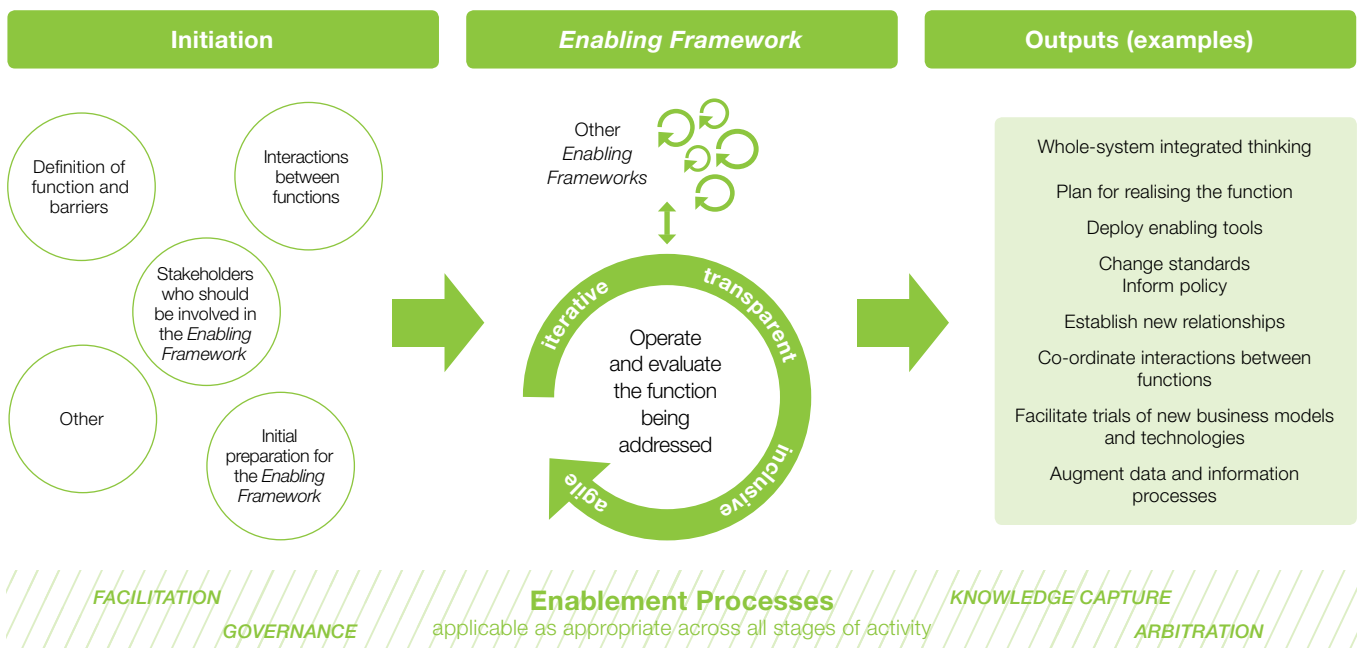 Initiation
Enabling Framework
Outputs (examples)
Definition of
function and
barriers
Interactions
between
functions
Stakeholders
who should
be involved in
the Enabling
Framework
Other
Initial
preparation for
the Enabling
Framework
Other
Enabling
Frameworks
iterative
transparent
inclusive
agile
Operate
and evaluate
the function
being
addressed
Whole-system integrated thinking
Plan for realising the function
Deploy enabling tools
Change standards
Inform policy
Establish new relationships
Co-ordinate interactions between
functions
Facilitate trials of new business models
and technologies
Augment data and information
processes
FACILITATION
GOVERNANCE
Enablement Processes
applicable as appropriate across all stages of activity
KNOWLEDGE CAPTURE
ARBITRATION